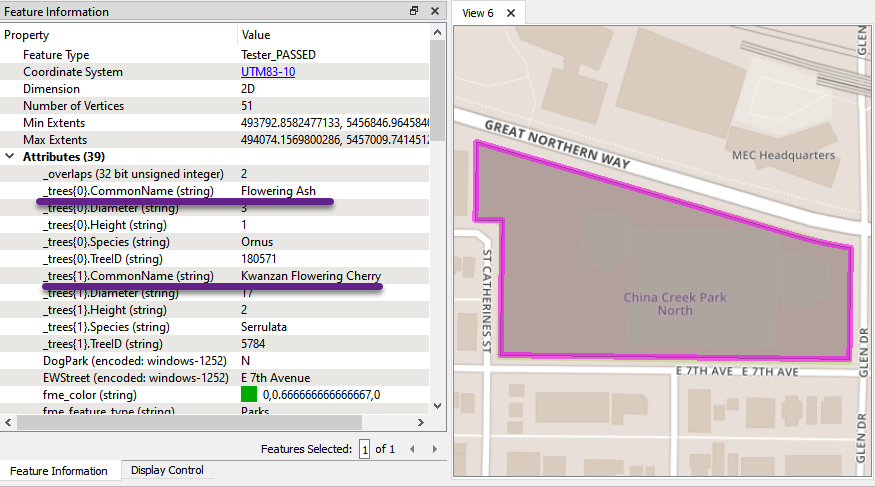 Feature Information
Property Value
Feature Type Tester_PASSED
Coordinate System UTM83-10
Dimension 2D
Number of Vertices 51
Min Extents 493792.8582477133, 5456846.9645840
Max Extents 494074.1569800286, 5457009.7414512
Attributes (39)
_overlaps (32 bit unsigned integer) 2
_trees{0}.CommonName (string) Flowering Ash
_trees{0}.Diameter (string) 3
_trees{0}.Height (string) 1
_trees{0}.Species (string) Ornus
_trees{0}.TreeID (string) 180571
_trees{1}.CommonName (string) Kwanzan Flowering Cherry
_trees{1}.Diameter (string) 17
_trees{1}.Height (string) 2
_trees{1}.Species (string) Serrulata
_trees{1}.TreeID (string) 5784
DogPark (encoded: windows-1252) N
EWStreet (encoded: windows-1252) E 7th Avenue
fme_color (string) 0,0.666666666666667,0
fme_feature_type (string) Parks
Features Selected: 1 of 1
Feature Information Display Control
View 6
GLEN
GREAT NORTHERN WAY
MEC Headquarters
ST CATHERINES ST
China Creek Park
North
GLEN DR
E 7TH AVE E 7TH AVE
GLEN DR